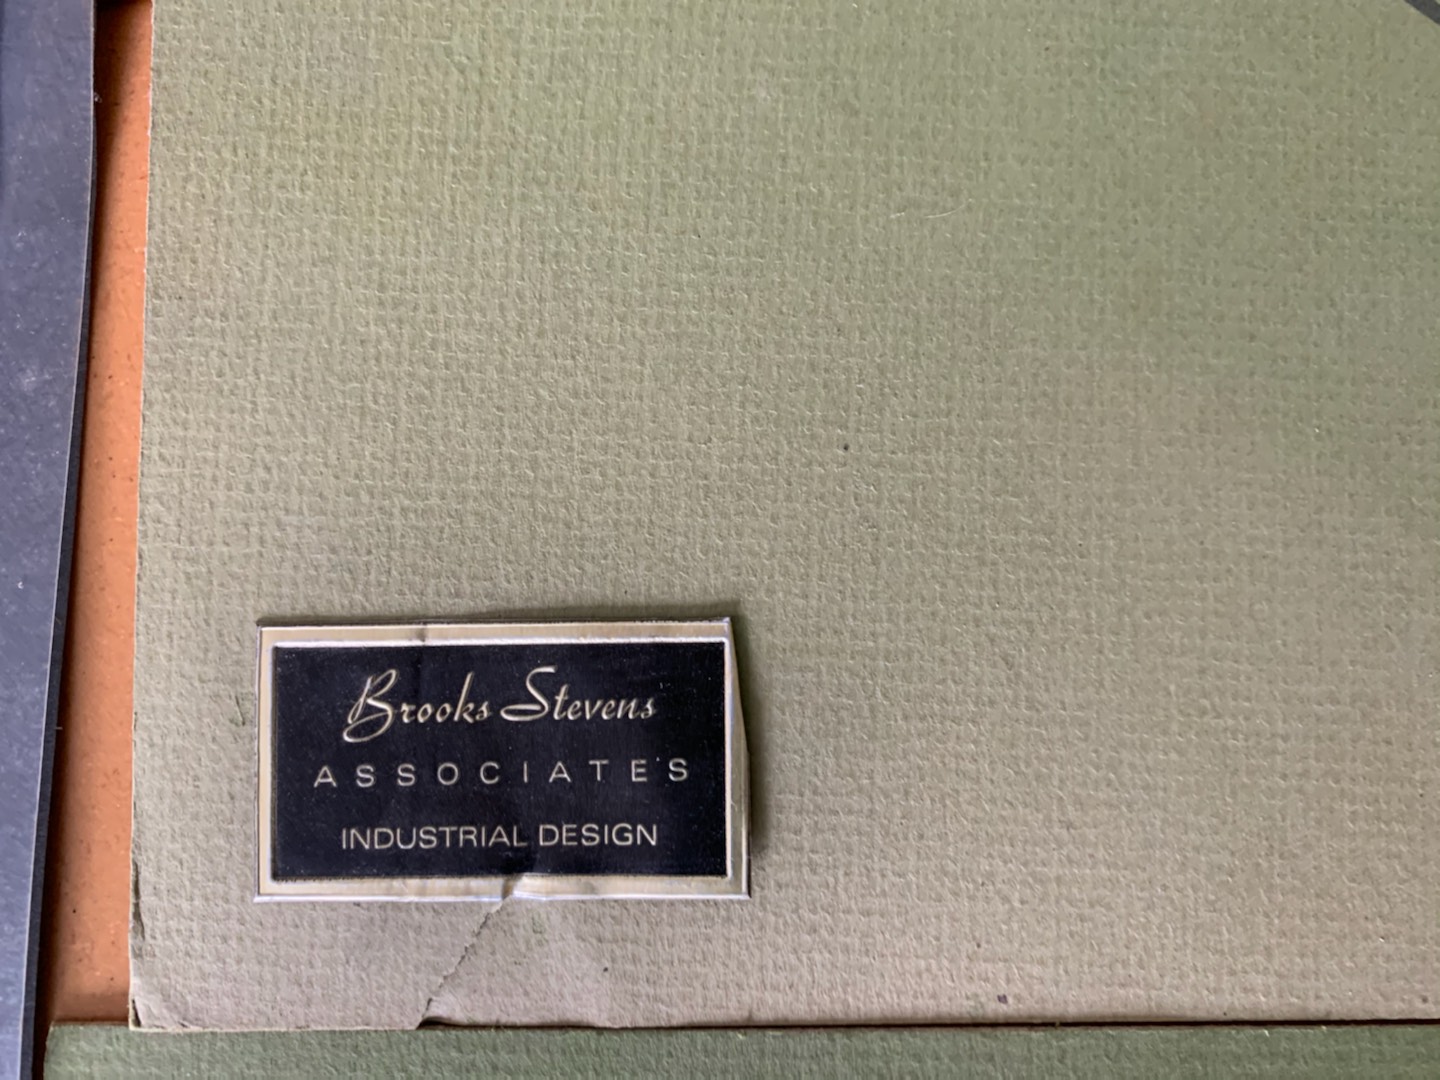 Brooks Stevens
ASSOCIATES
INDUSTRIAL DESIGN